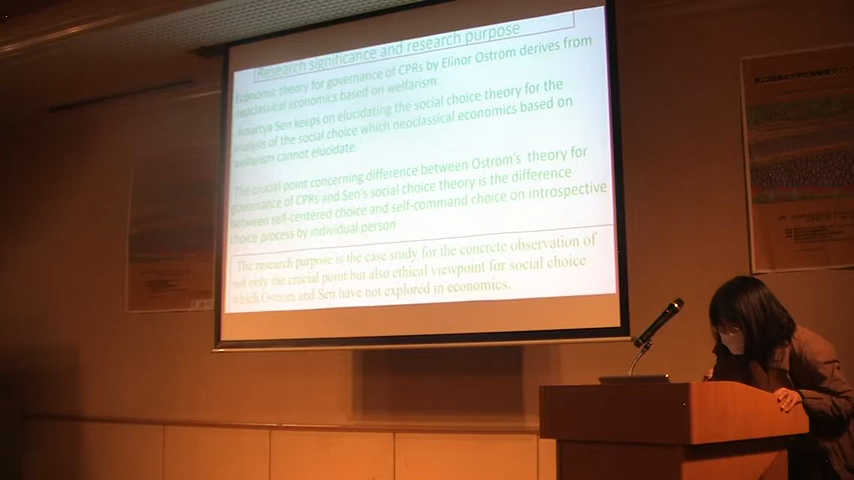 Research significance and research purpose
Economic theory for governance of CPRs by Elinor Ostrom derives from
neoclassical economics based on welfarism.
Amartya Sen keeps on elucidating the social choice theory for the
analysis of the social choice which neoclassical economics based on
welfarism cannot elucidate.
The crucial point concerning difference between Ostrom's theory for
governance of CPRs and Sen's social choice theory is the difference
between self-centered choice and self-command choice on introspective
choice process by individual person
The research purpose is the case study for the concrete observation of
not only the crucial point but also ethical viewpoint for social choice
which Ostrom and Sen have not explored in economics.